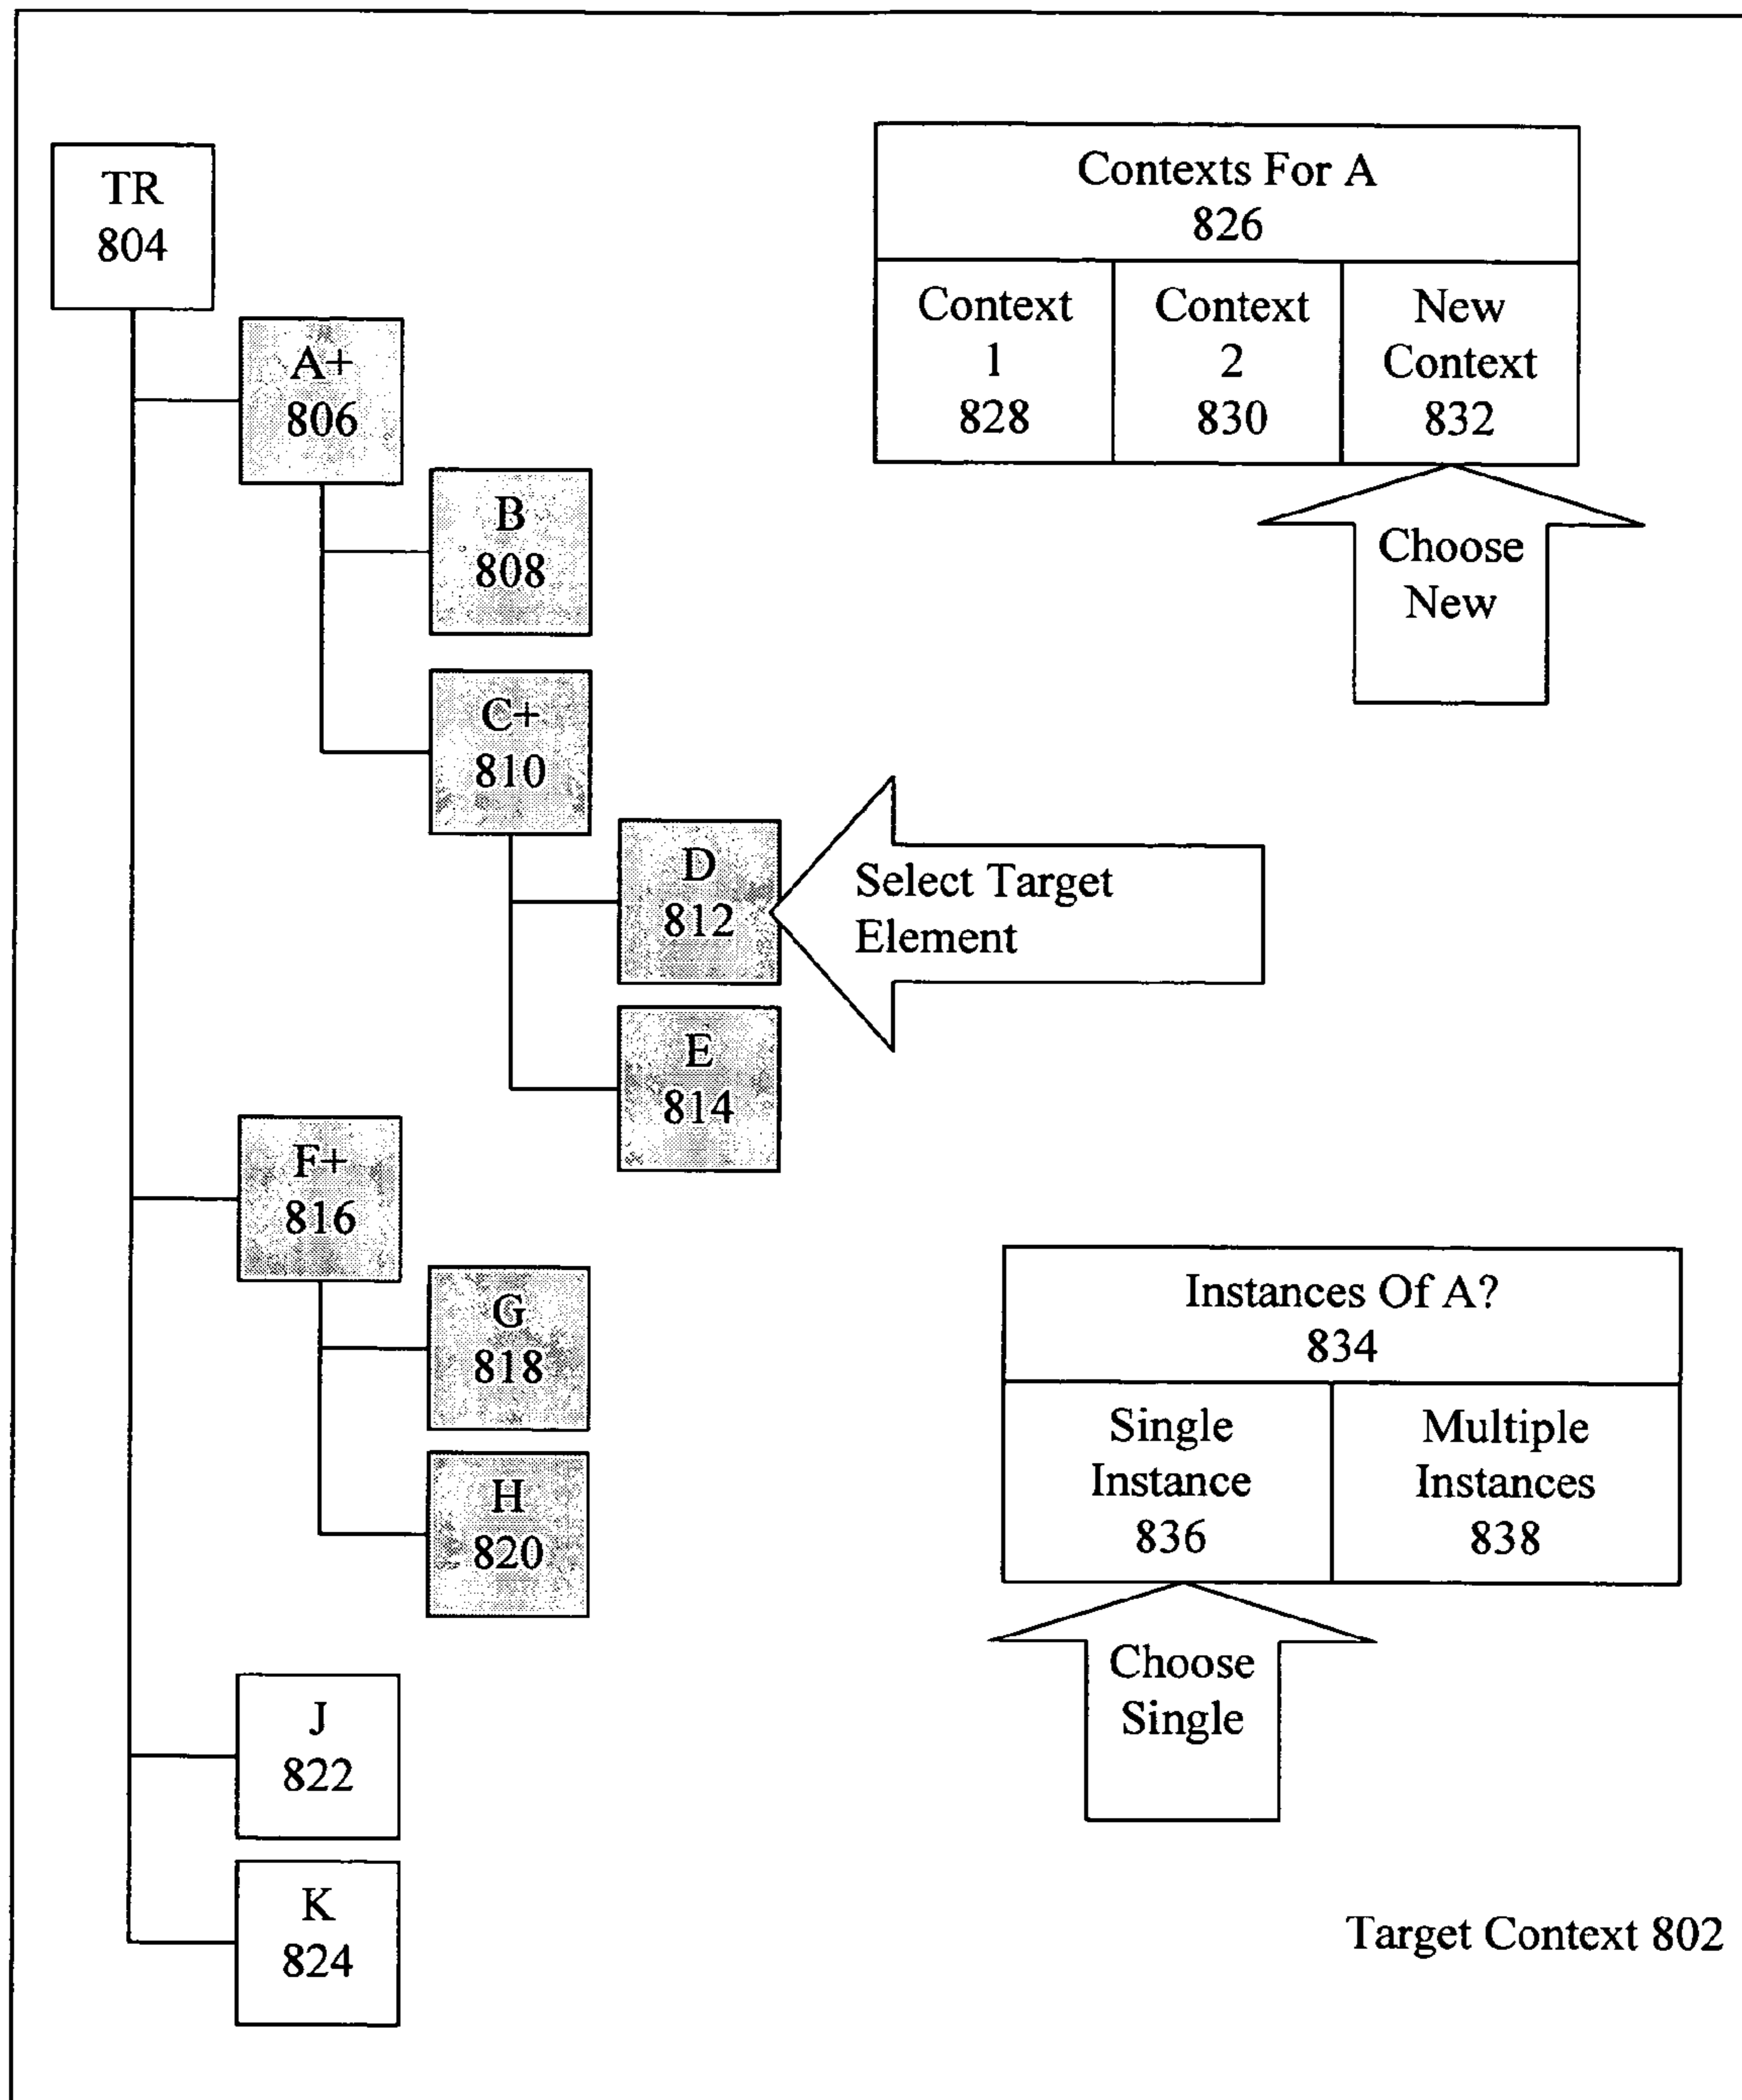 TR
804
A+
806
B
808
C+
810
D
812
E
814
F+
816
G
818
H
820
J
822
K
824
Contexts For A
826
Context
1
828
Context
2
830
New
Context
832
Choose
New
Select Target
Element
Instances Of A?
834
Single
Instance
836
Multiple
Instances
838
Choose
Single
Target Context 802